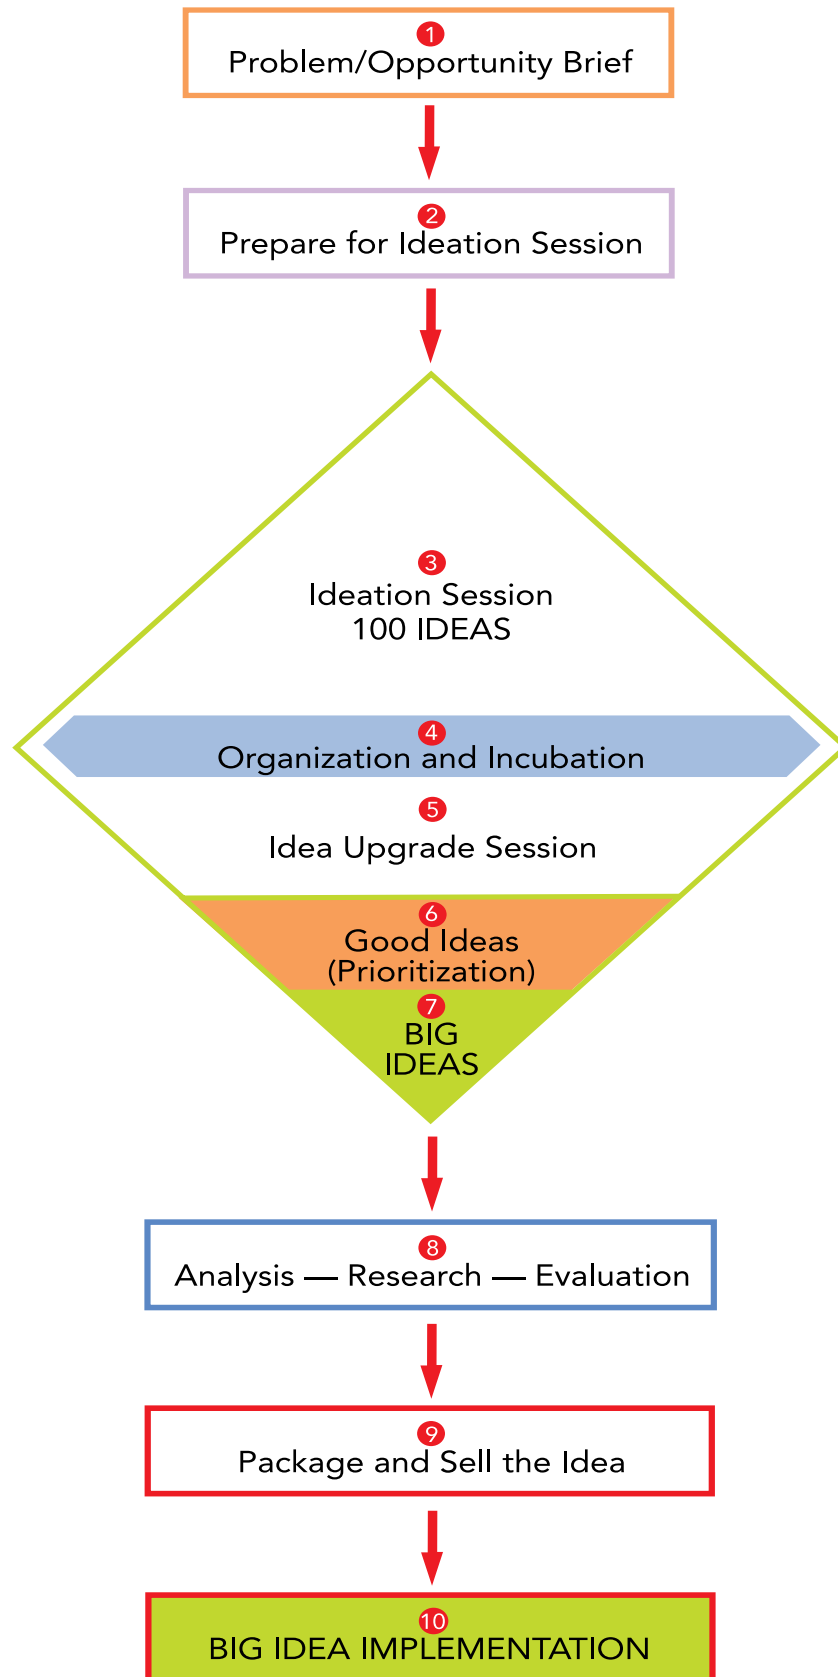 1
Problem/Opportunity Brief
2
Prepare for Ideation Session
3
Ideation Session
100 IDEAS
4
Organization and Incubation
5
Idea Upgrade Session
6
Good Ideas
(Prioritization)
7
BIG
IDEAS
8
Analysis — Research — Evaluation
9
Package and Sell the Idea
10
BIG IDEA IMPLEMENTATION